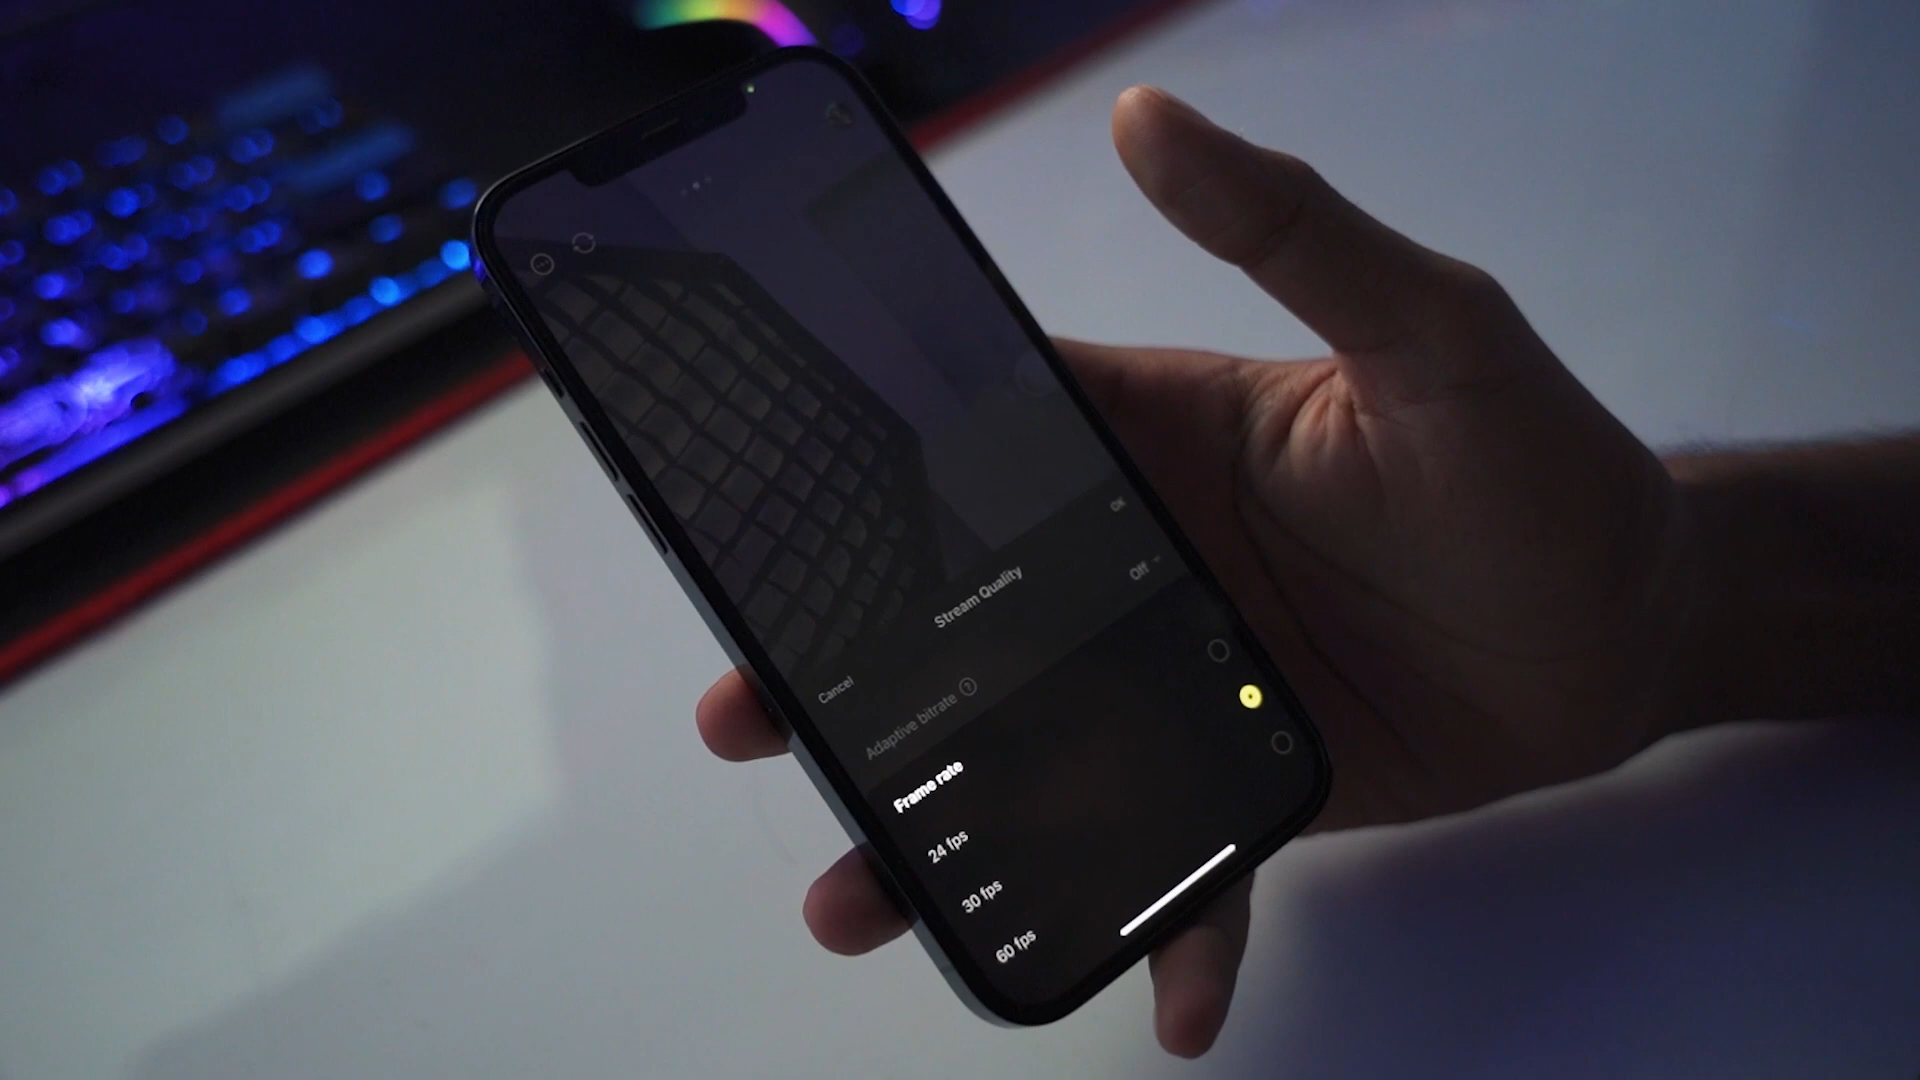 Cancel Stream Quality OK
Adaptive bitrate ? Off
Frame rate
24 fps
30 fps
60 fps